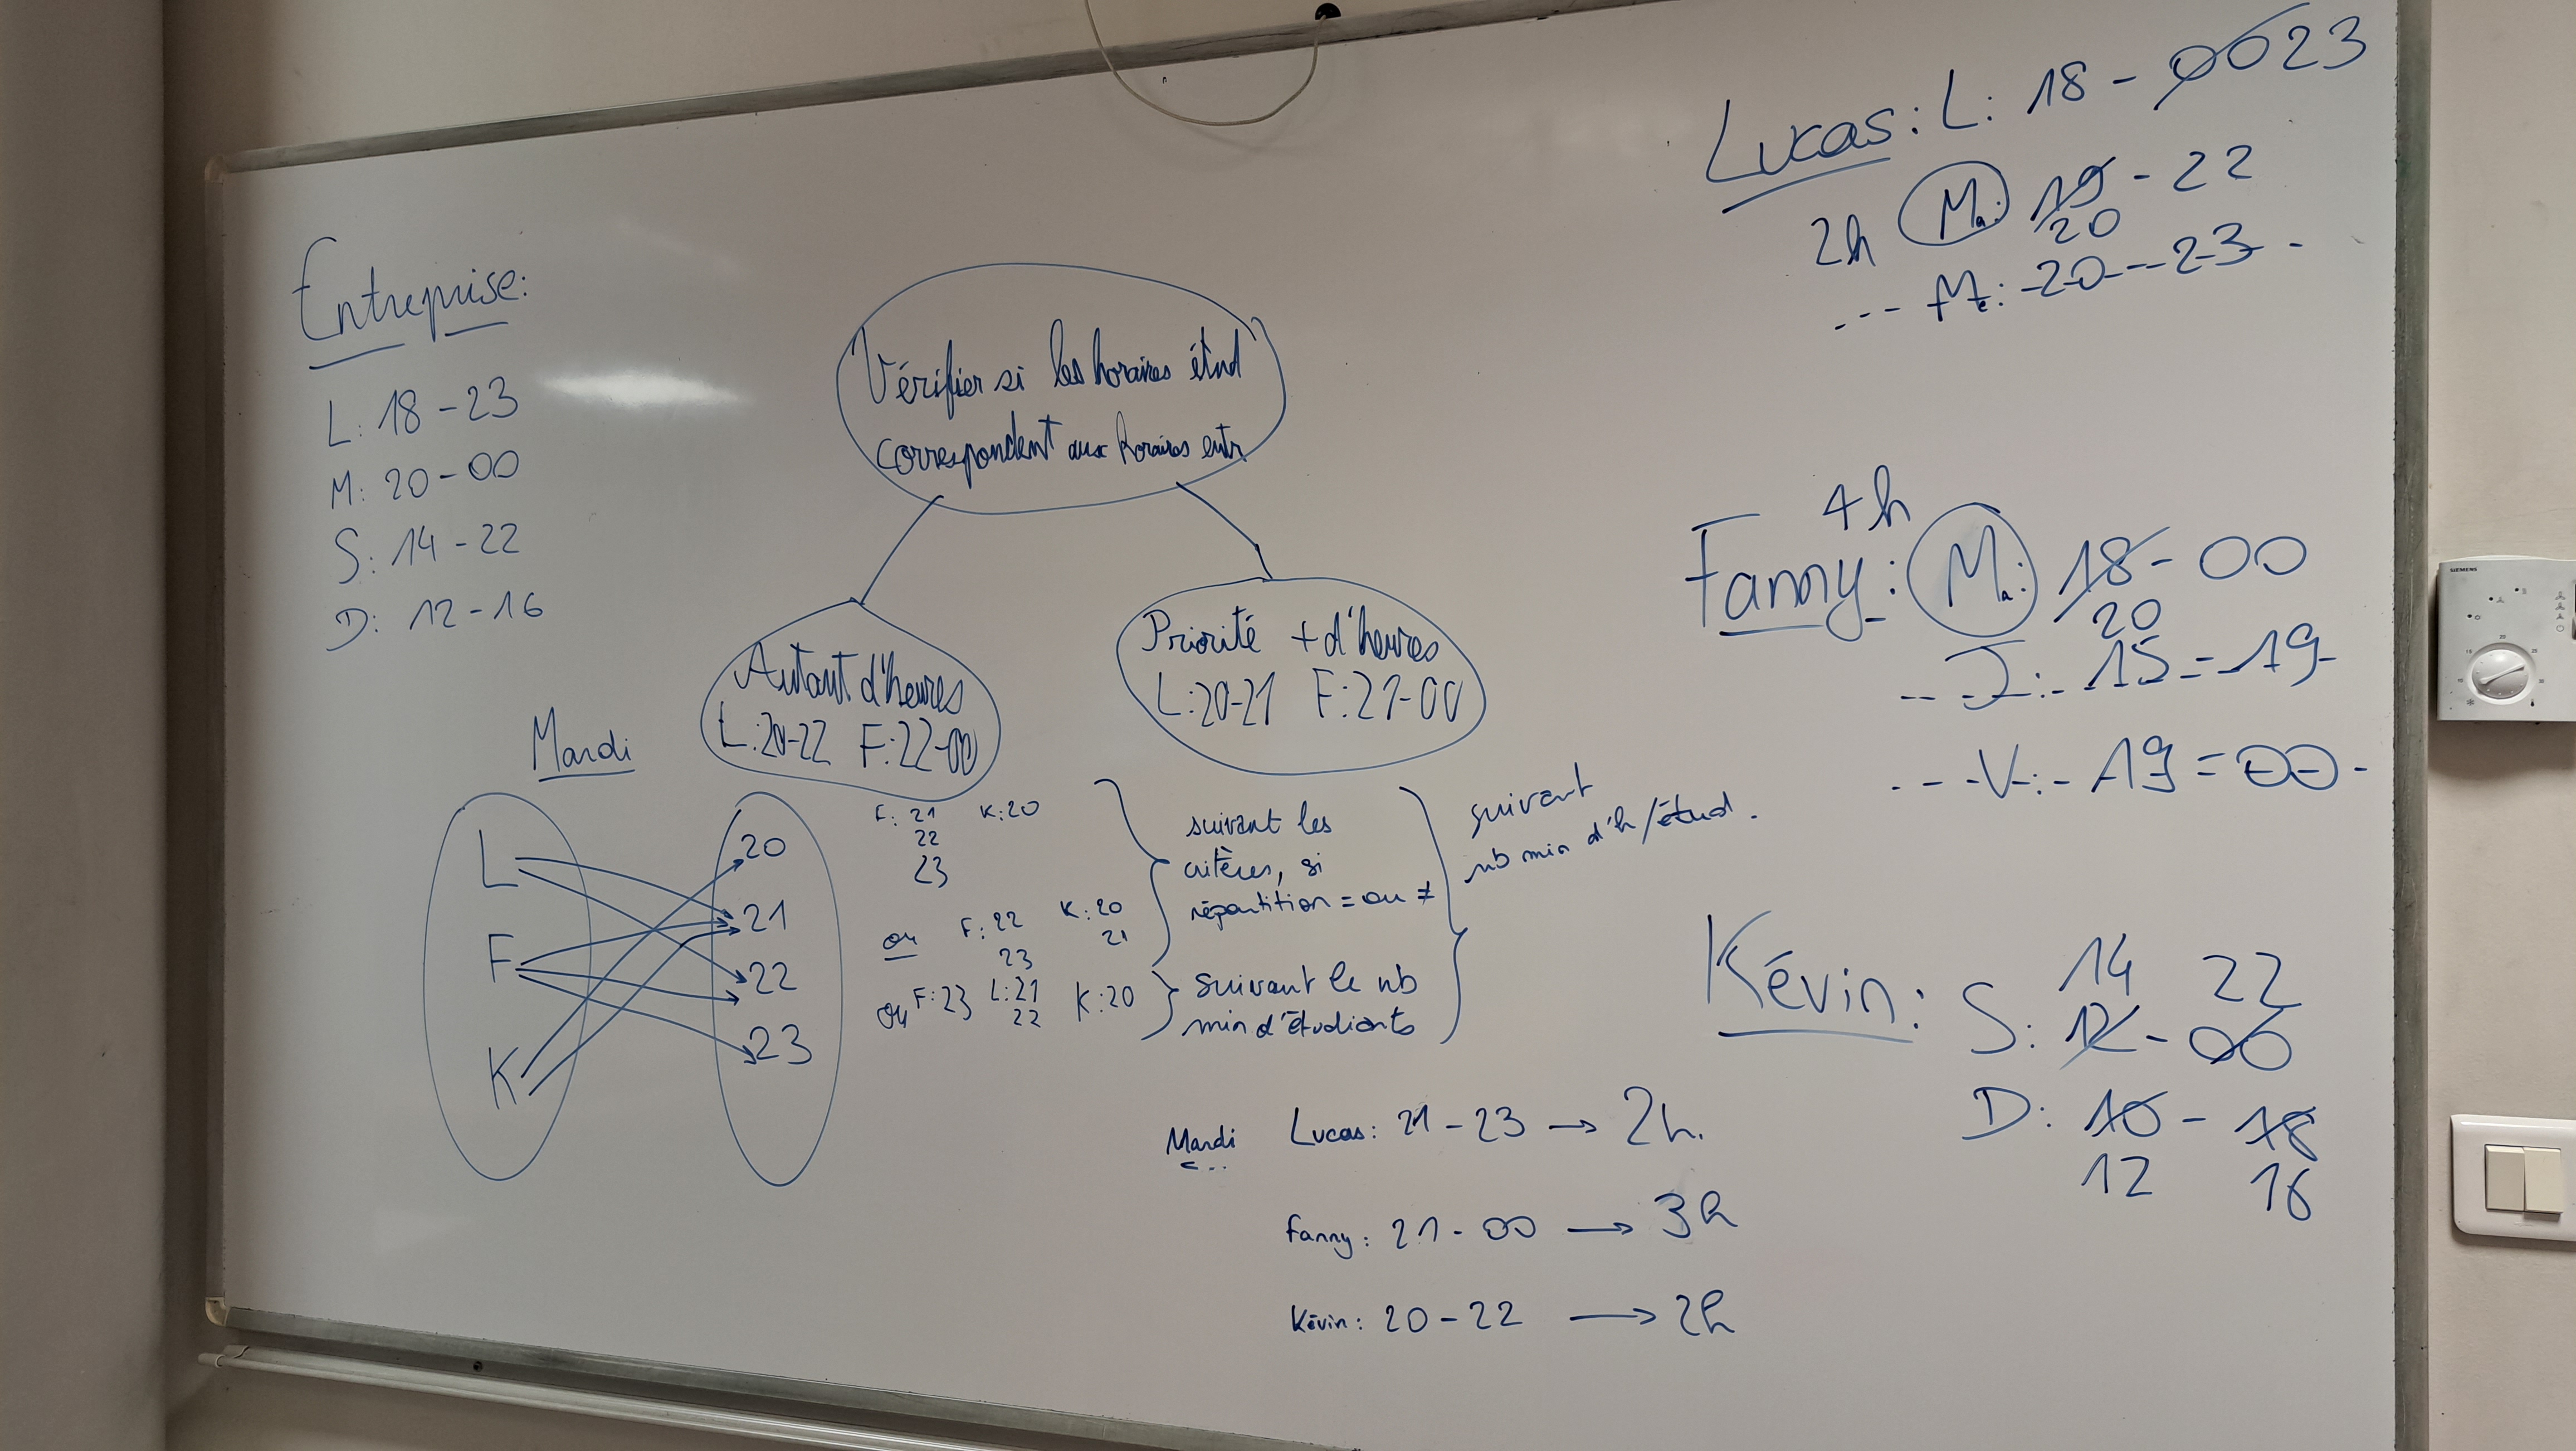 Entreprise:
L: 18 - 23
M: 20 - 00
S: 14 - 22
D: 12 - 16
Vérifier si les horaires étud
correspondent aux horaires entr
Autant d'heures
L:20-22 F:22-00
Priorité + d'heures
L:20-21 F:21-00
Mardi
L
F
K
20
21
22
23
F: 21 K:20
22
23
ou F:22 K:20
23 21
ou F:23 L:21 K:20
22
suivant les
critères, si
répartition = ou ≠
suivant le nb
min d'étudiants
suivant
nb min d'h/étud.
Mardi Lucas: 21 - 23 → 2h.
Fanny: 21 - 00 → 3h
Kévin: 20 - 22 → 2h
Lucas: L: 18 - 00 23
2h Ma: 19 - 22
20
--- Me: -20---23-
4h
Fanny: Ma: 18 - 00
20
-- J: 15 - 19-
--- V: - 19 - 00-
Kévin: 14 22
S: 12 - 00
D: 10 - 18
12 16
SIEMENS